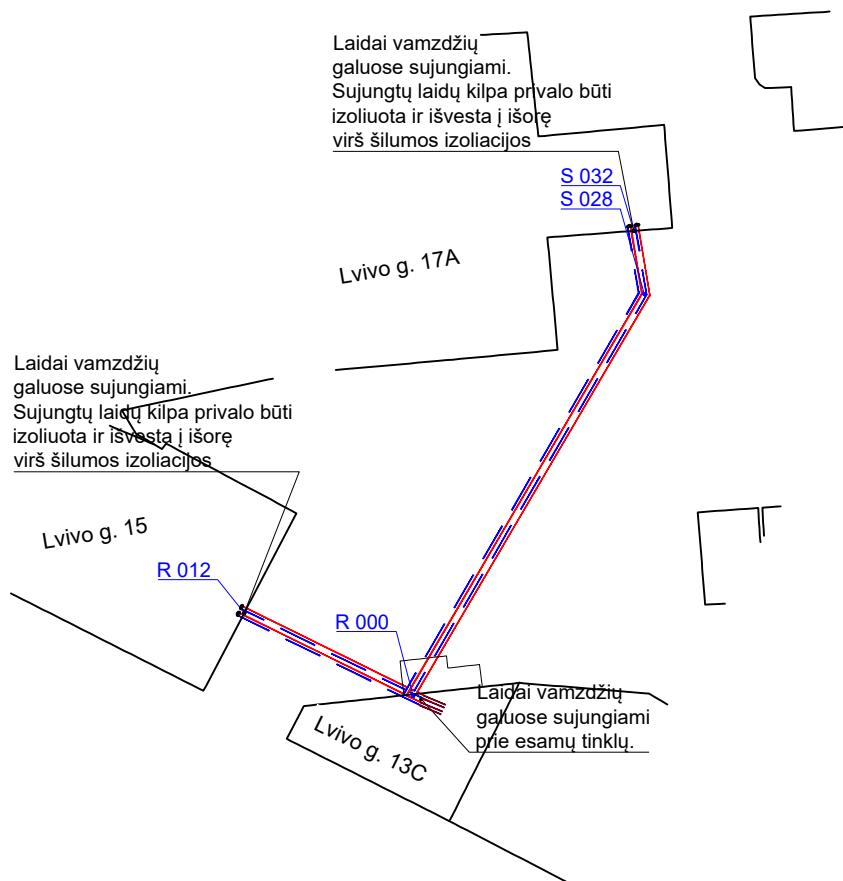 Laidai vamzdžių
galuose sujungiami.
Sujungtų laidų kilpa privalo būti
izoliuota ir išvesta į išorę
virš šilumos izoliacijos
S 032
S 028
Lvivo g. 17A
Laidai vamzdžių
galuose sujungiami.
Sujungtų laidų kilpa privalo būti
izoliuota ir išvesta į išorę
virš šilumos izoliacijos
Lvivo g. 15
R 012
R 000
Laidai vamzdžių
galuose sujungiami
prie esamų tinklų.
Lvivo g. 13C